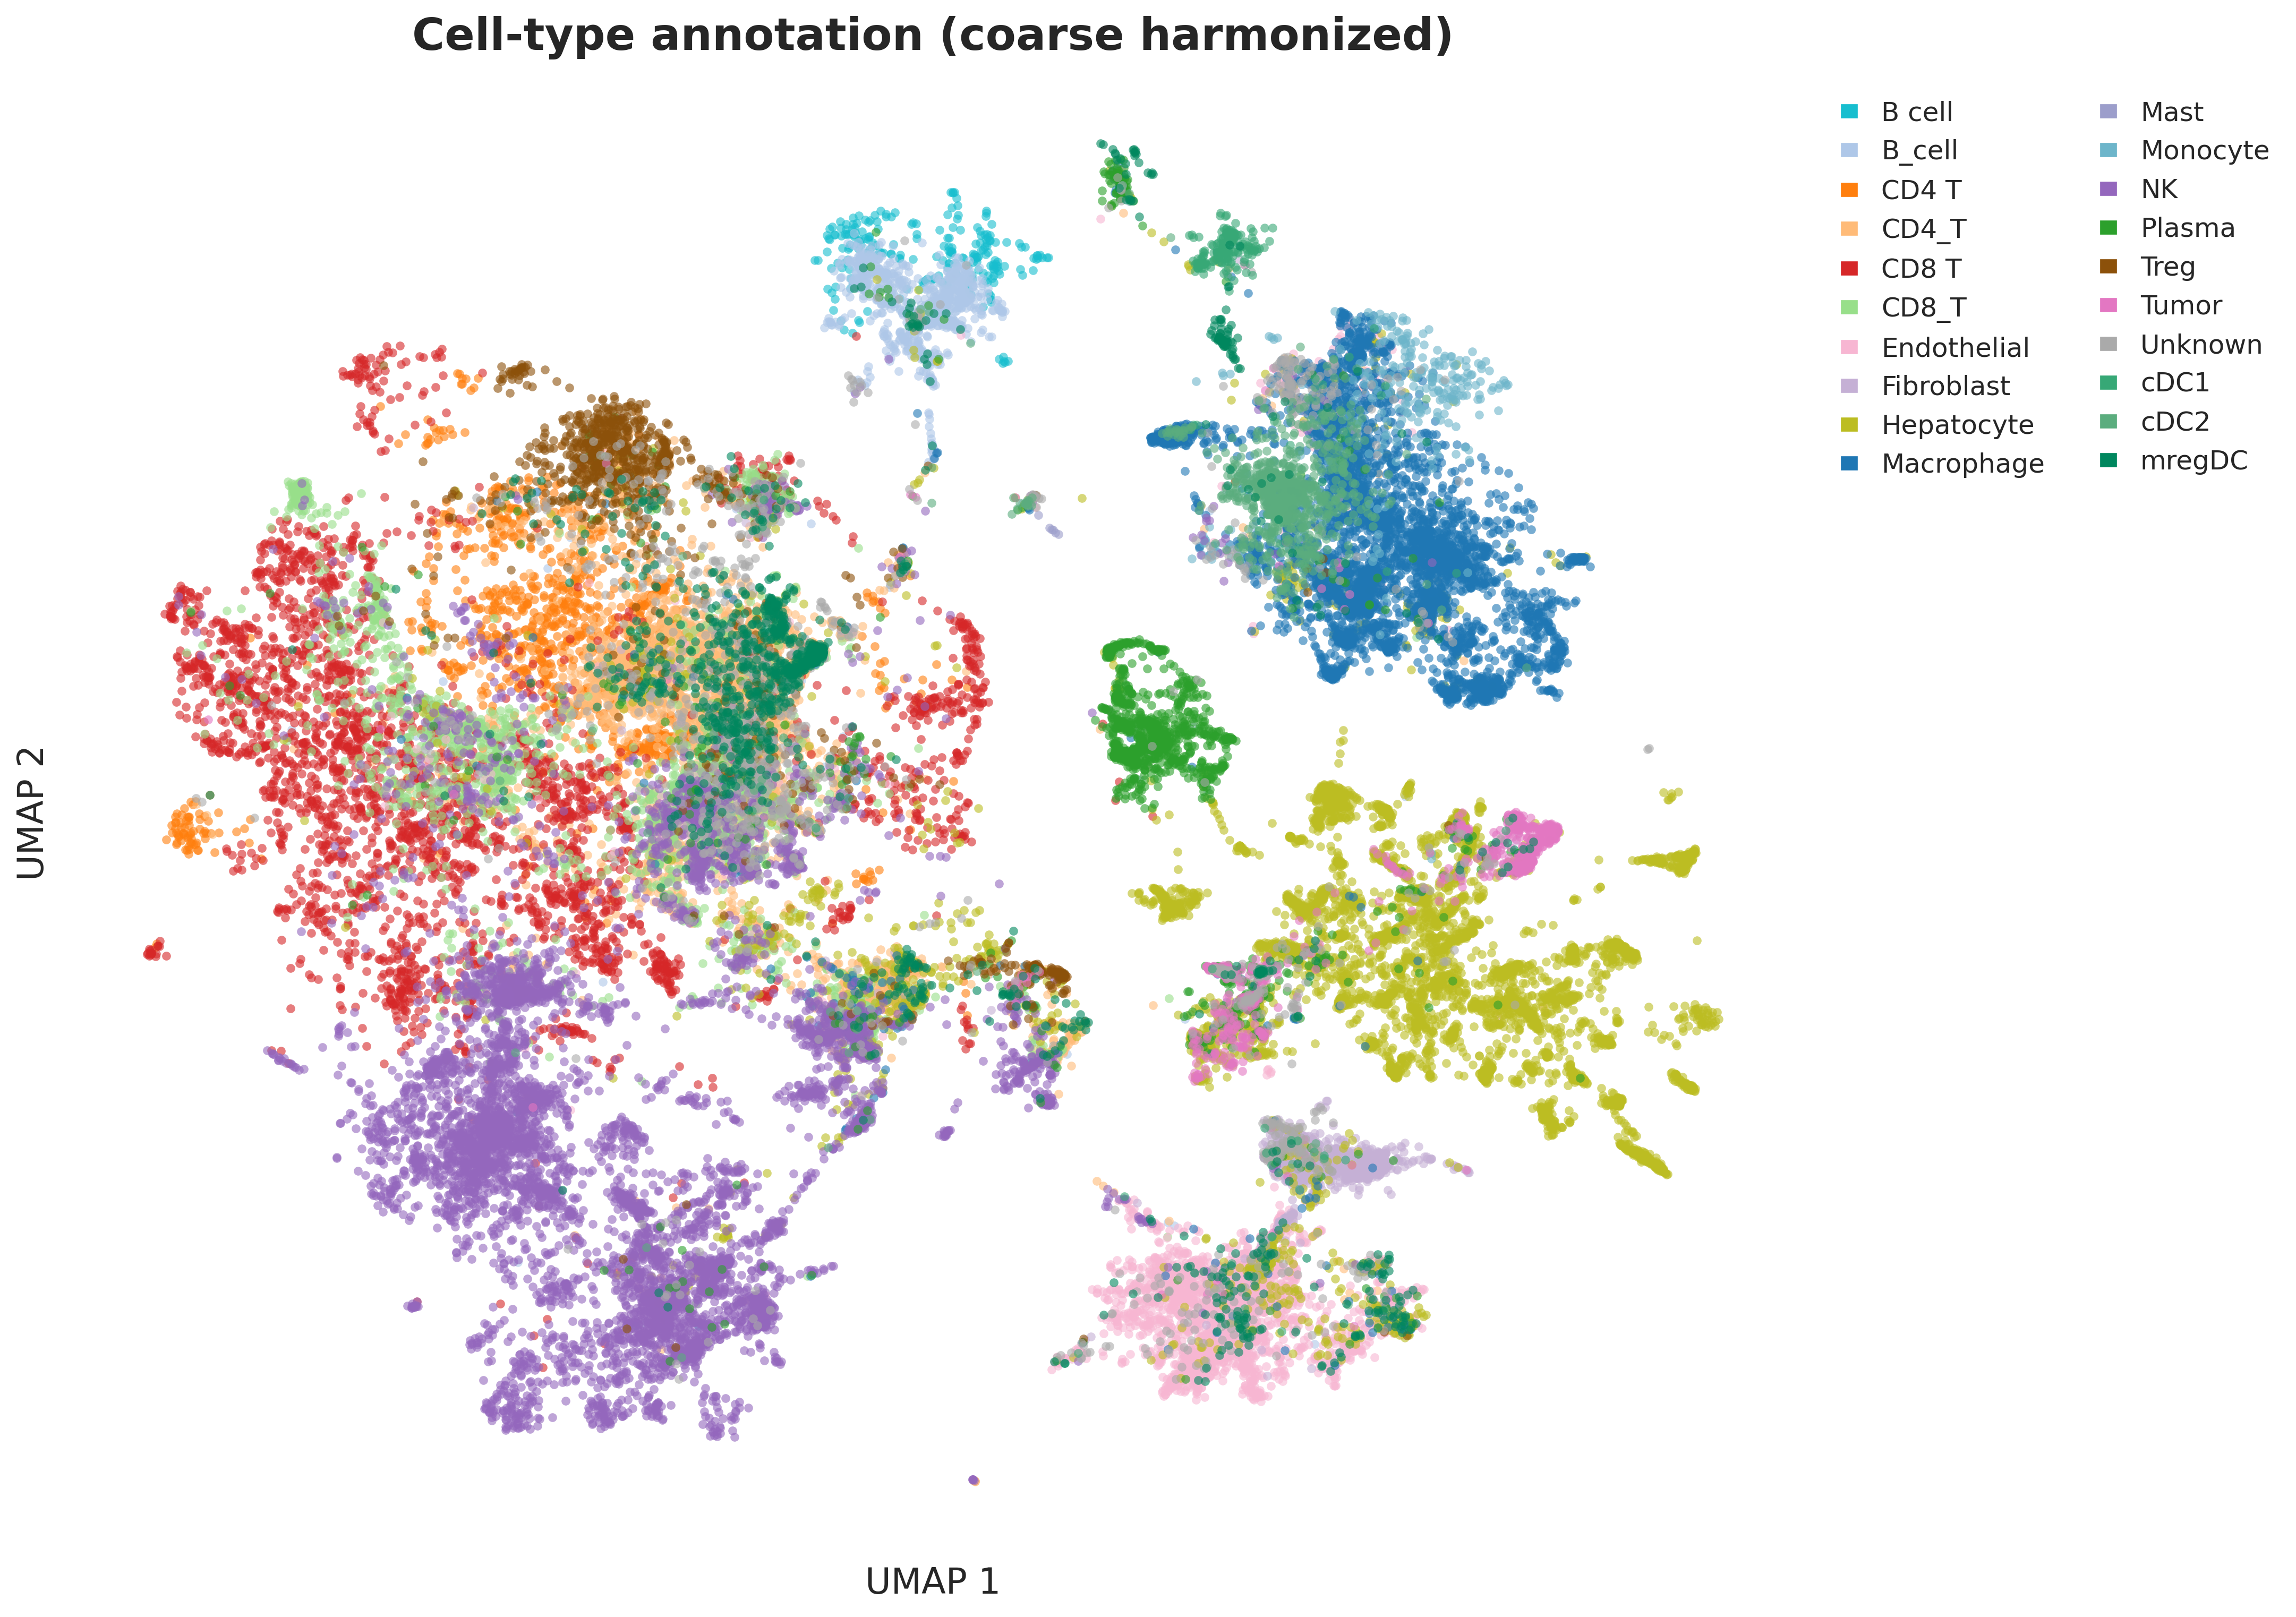 Cell-type annotation (coarse harmonized)
B cell
B_cell
CD4 T
CD4_T
CD8 T
CD8_T
Endothelial
Fibroblast
Hepatocyte
Macrophage
Mast
Monocyte
NK
Plasma
Treg
Tumor
Unknown
cDC1
cDC2
mregDC
UMAP 2
UMAP 1